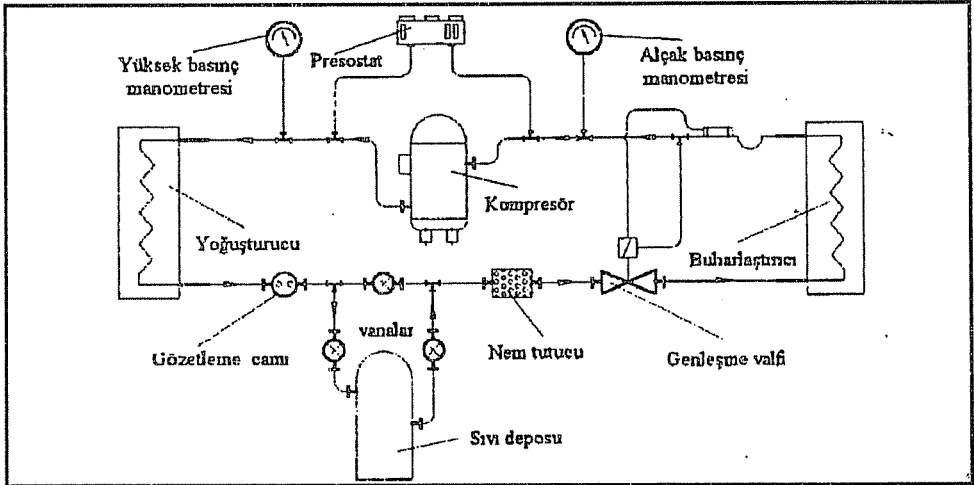 Yüksek basınç
manometresi
Presostat
Alçak basınç
manometresi
Kompresör
Yoğuşturucu
Buharlaştırıcı
Gözetleme camı
vanalar
Nem tutucu
Genleşme valfi
Sıvı deposu